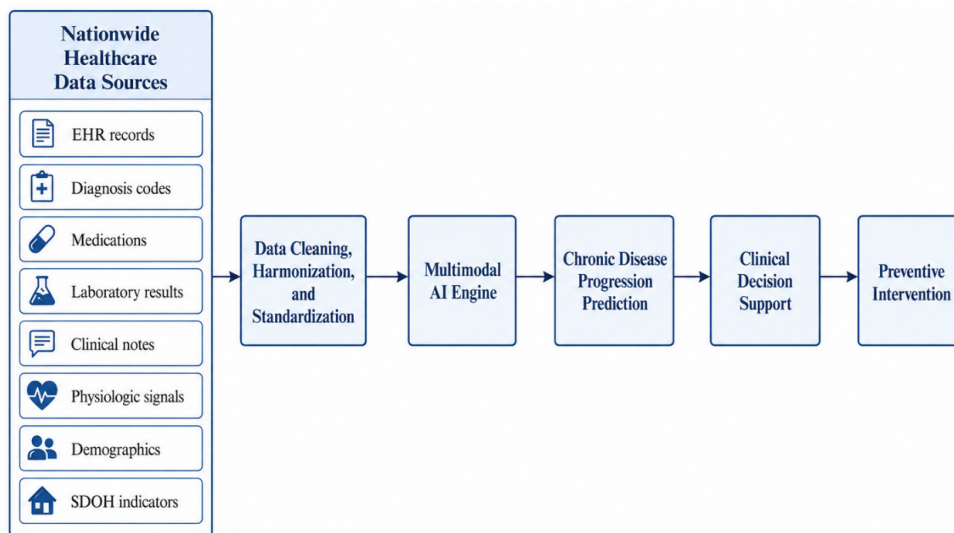 Nationwide
Healthcare
Data Sources
EHR records
Diagnosis codes
Medications
Laboratory results
Clinical notes
Physiologic signals
Demographics
SDOH indicators
Data Cleaning,
Harmonization,
and
Standardization
Multimodal
AI Engine
Chronic Disease
Progression
Prediction
Clinical
Decision
Support
Preventive
Intervention